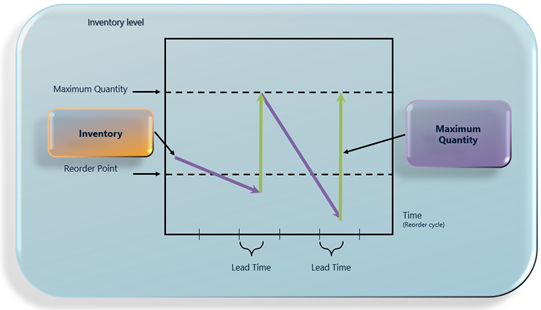 Inventory level
Maximum Quantity
Inventory
Maximum
Quantity
Reorder Point
Time
(Reorder cycle)
Lead Time
Lead Time